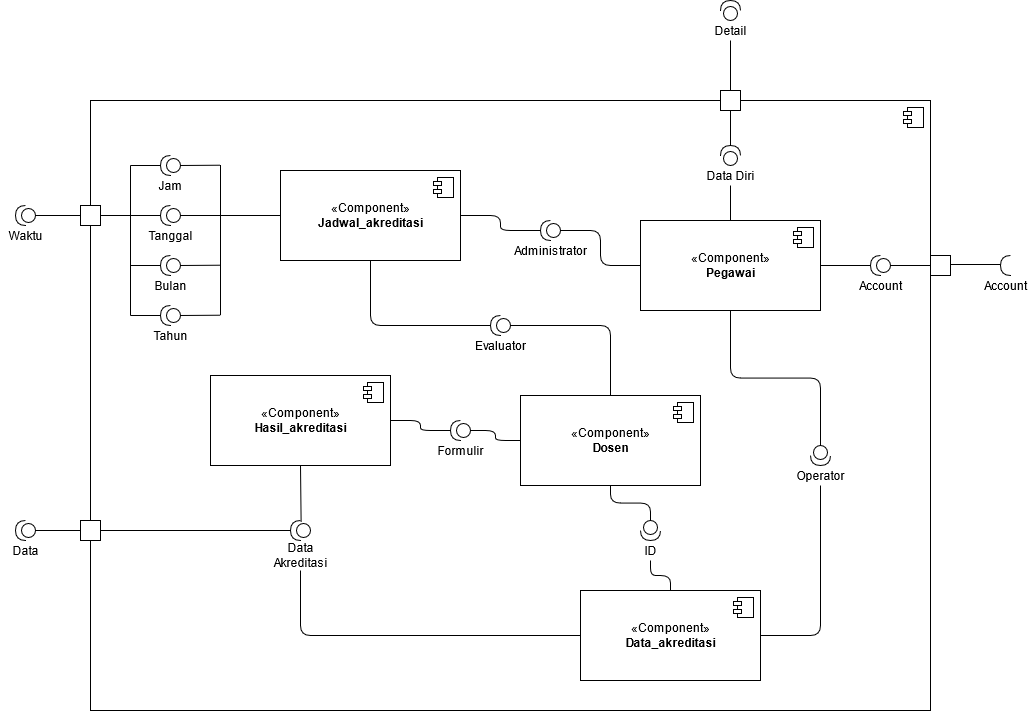 Detail
Data Diri
Jam
Waktu
Tanggal
Bulan
Tahun
«Component»
Jadwal_akreditasi
Administrator
«Component»
Pegawai
Account
Account
Evaluator
«Component»
Hasil_akreditasi
Formulir
«Component»
Dosen
Operator
Data
Data
Akreditasi
ID
«Component»
Data_akreditasi